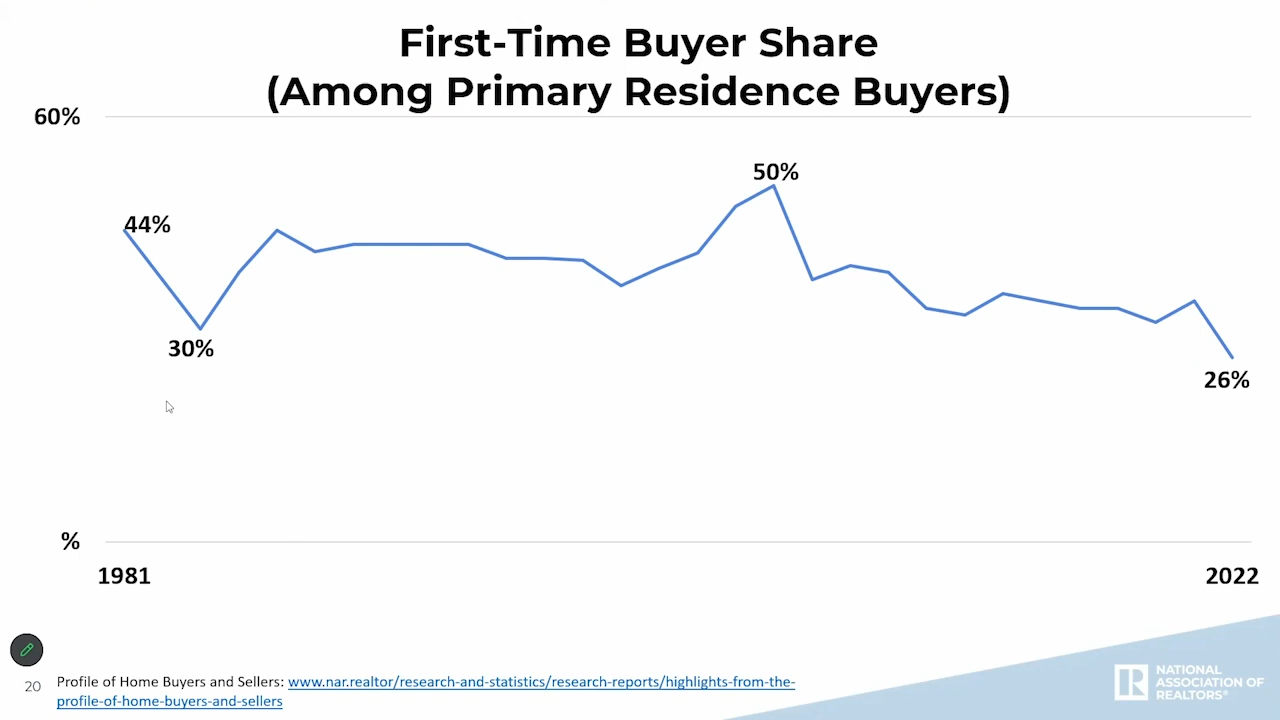 First-Time Buyer Share
(Among Primary Residence Buyers)
60%
50%
44%
30%
26%
%
1981
2022
20
Profile of Home Buyers and Sellers: www.nar.realtor/research-and-statistics/research-reports/highlights-from-the-
profile-of-home-buyers-and-sellers
NATIONAL
ASSOCIATION OF
REALTORS®